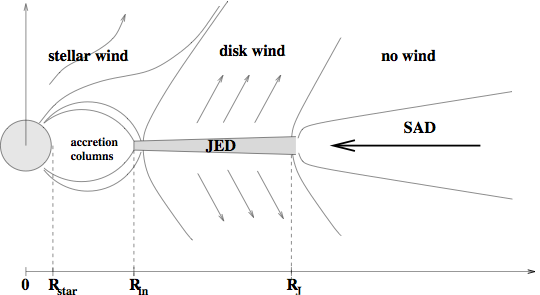 stellar wind
disk wind
no wind
SAD
accretion
columns
JED
0
R_star
R_in
R_J